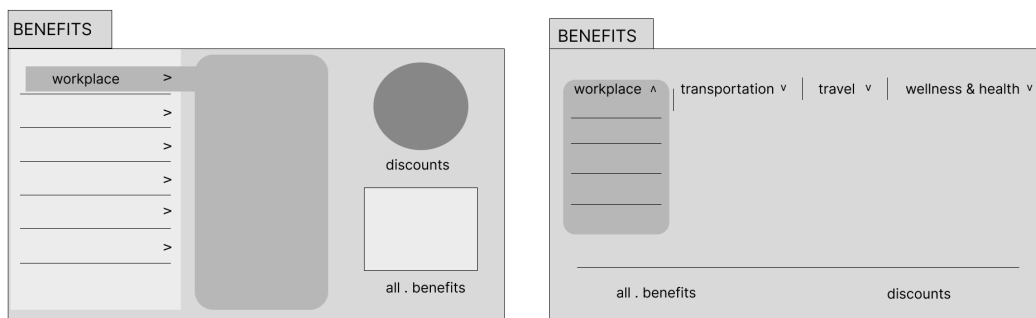 BENEFITS
workplace >
>
>
>
>
>
discounts
all . benefits
BENEFITS
workplace ^ transportation v travel v wellness & health v
all . benefits discounts